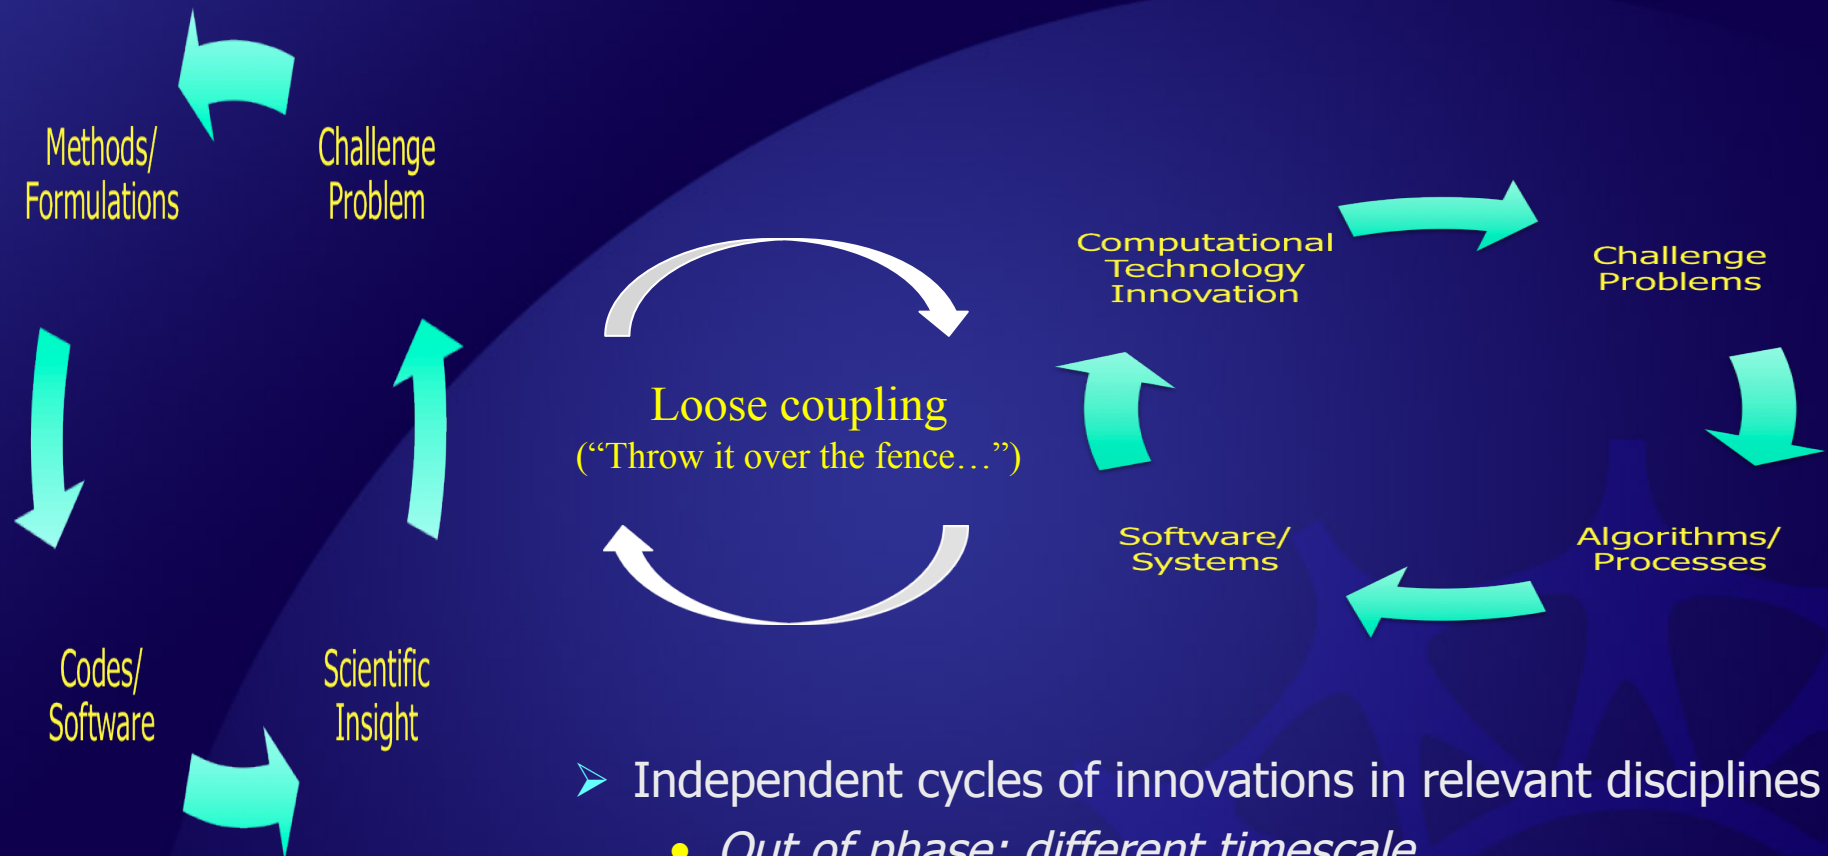 Methods/
Formulations
Challenge
Problem
Codes/
Software
Scientific
Insight
Loose coupling
(“Throw it over the fence…”)
Computational
Technology
Innovation
Challenge
Problems
Software/
Systems
Algorithms/
Processes
Independent cycles of innovations in relevant disciplines
Out of phase; different timescale